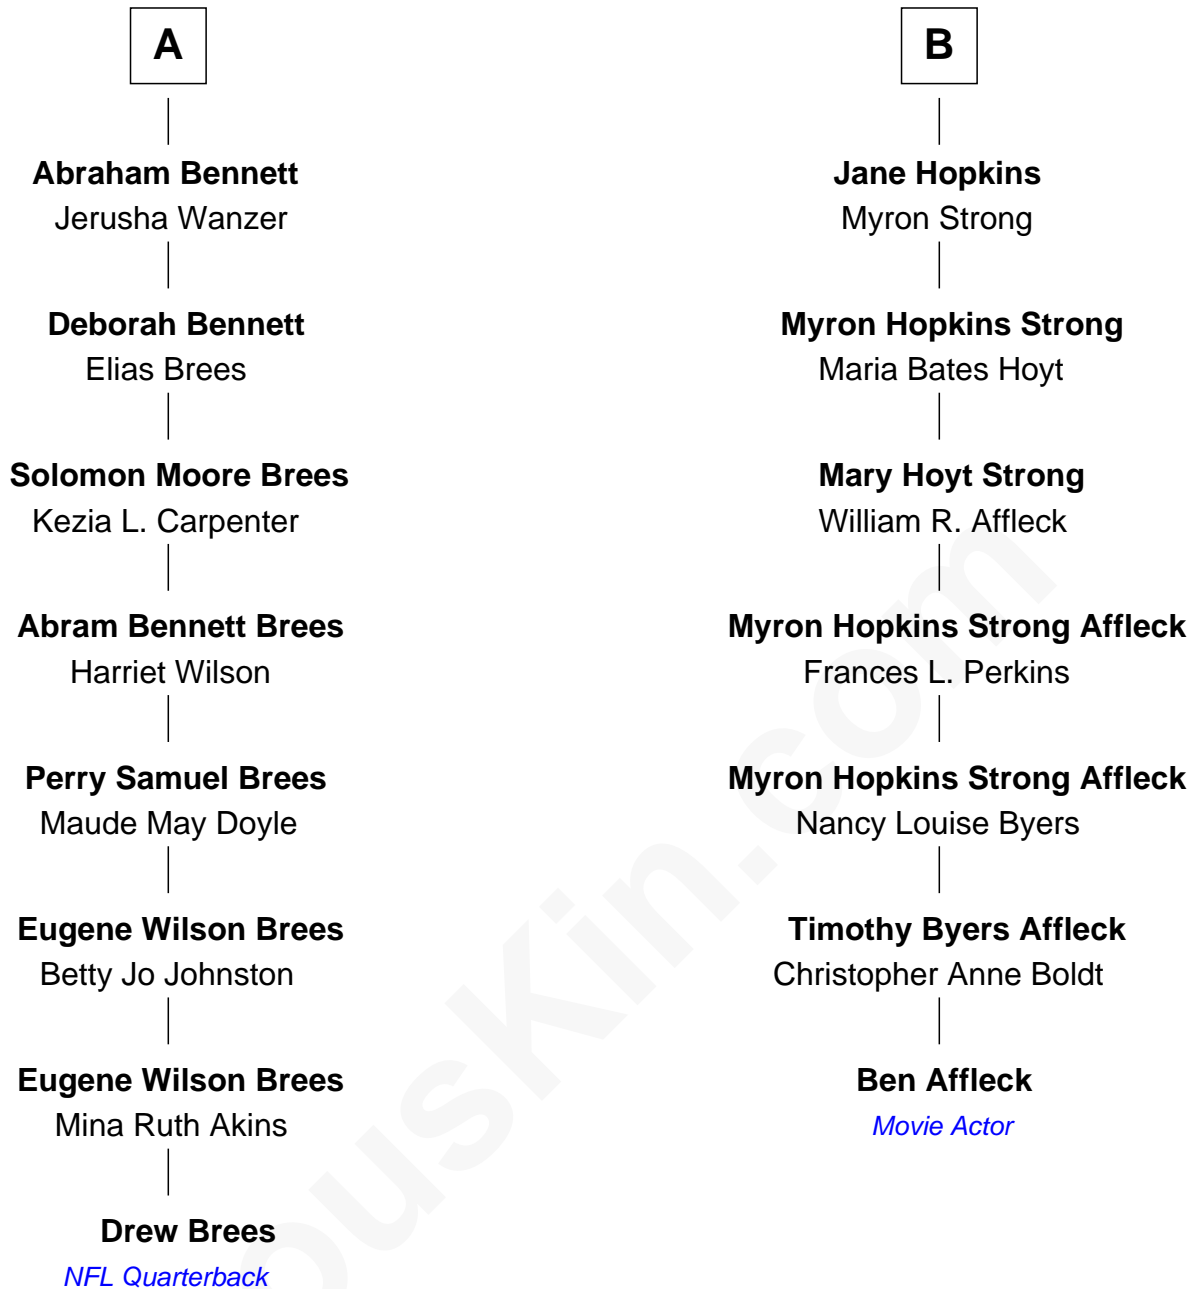 A
Abraham Bennett
Jerusha Wanzer
Deborah Bennett
Elias Brees
Solomon Moore Brees
Kezia L. Carpenter
Abram Bennett Brees
Harriet Wilson
Perry Samuel Brees
Maude May Doyle
Eugene Wilson Brees
Betty Jo Johnston
Eugene Wilson Brees
Mina Ruth Akins
Drew Brees
NFL Quarterback
B
Jane Hopkins
Myron Strong
Myron Hopkins Strong
Maria Bates Hoyt
Mary Hoyt Strong
William R. Affleck
Myron Hopkins Strong Affleck
Frances L. Perkins
Myron Hopkins Strong Affleck
Nancy Louise Byers
Timothy Byers Affleck
Christopher Anne Boldt
Ben Affleck
Movie Actor
ousKin.com